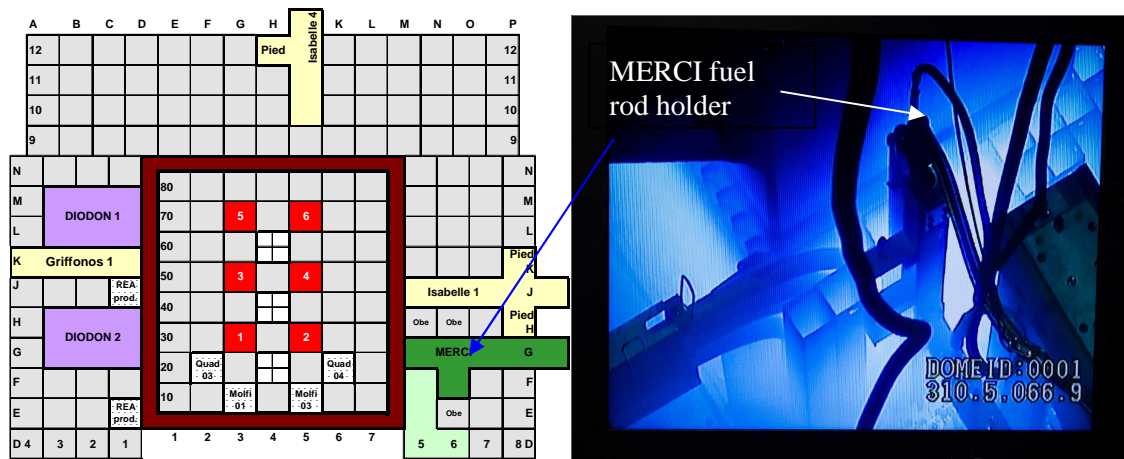 A B C D E F G H Isabelle 4 K L M N O P
12 Pied 12
11 11
10 10
9 9
N N
80
M M
DIODON 1 70 5 6
L L
60
K Griffonos 1 Pied K
50 3 4
J REA prod. Isabelle 1 J
40
H Obe Obe Pied H
DIODON 2 30 1 2
G MERCI G
20 Quad 03 Quad 04
F F
10 Molfi 01 Molfi 03
E REA prod. Obe E
D 4 3 2 1 1 2 3 4 5 6 7 5 6 7 8 D
MERCI fuel
rod holder
DOMEID:0001
310.5,066.9